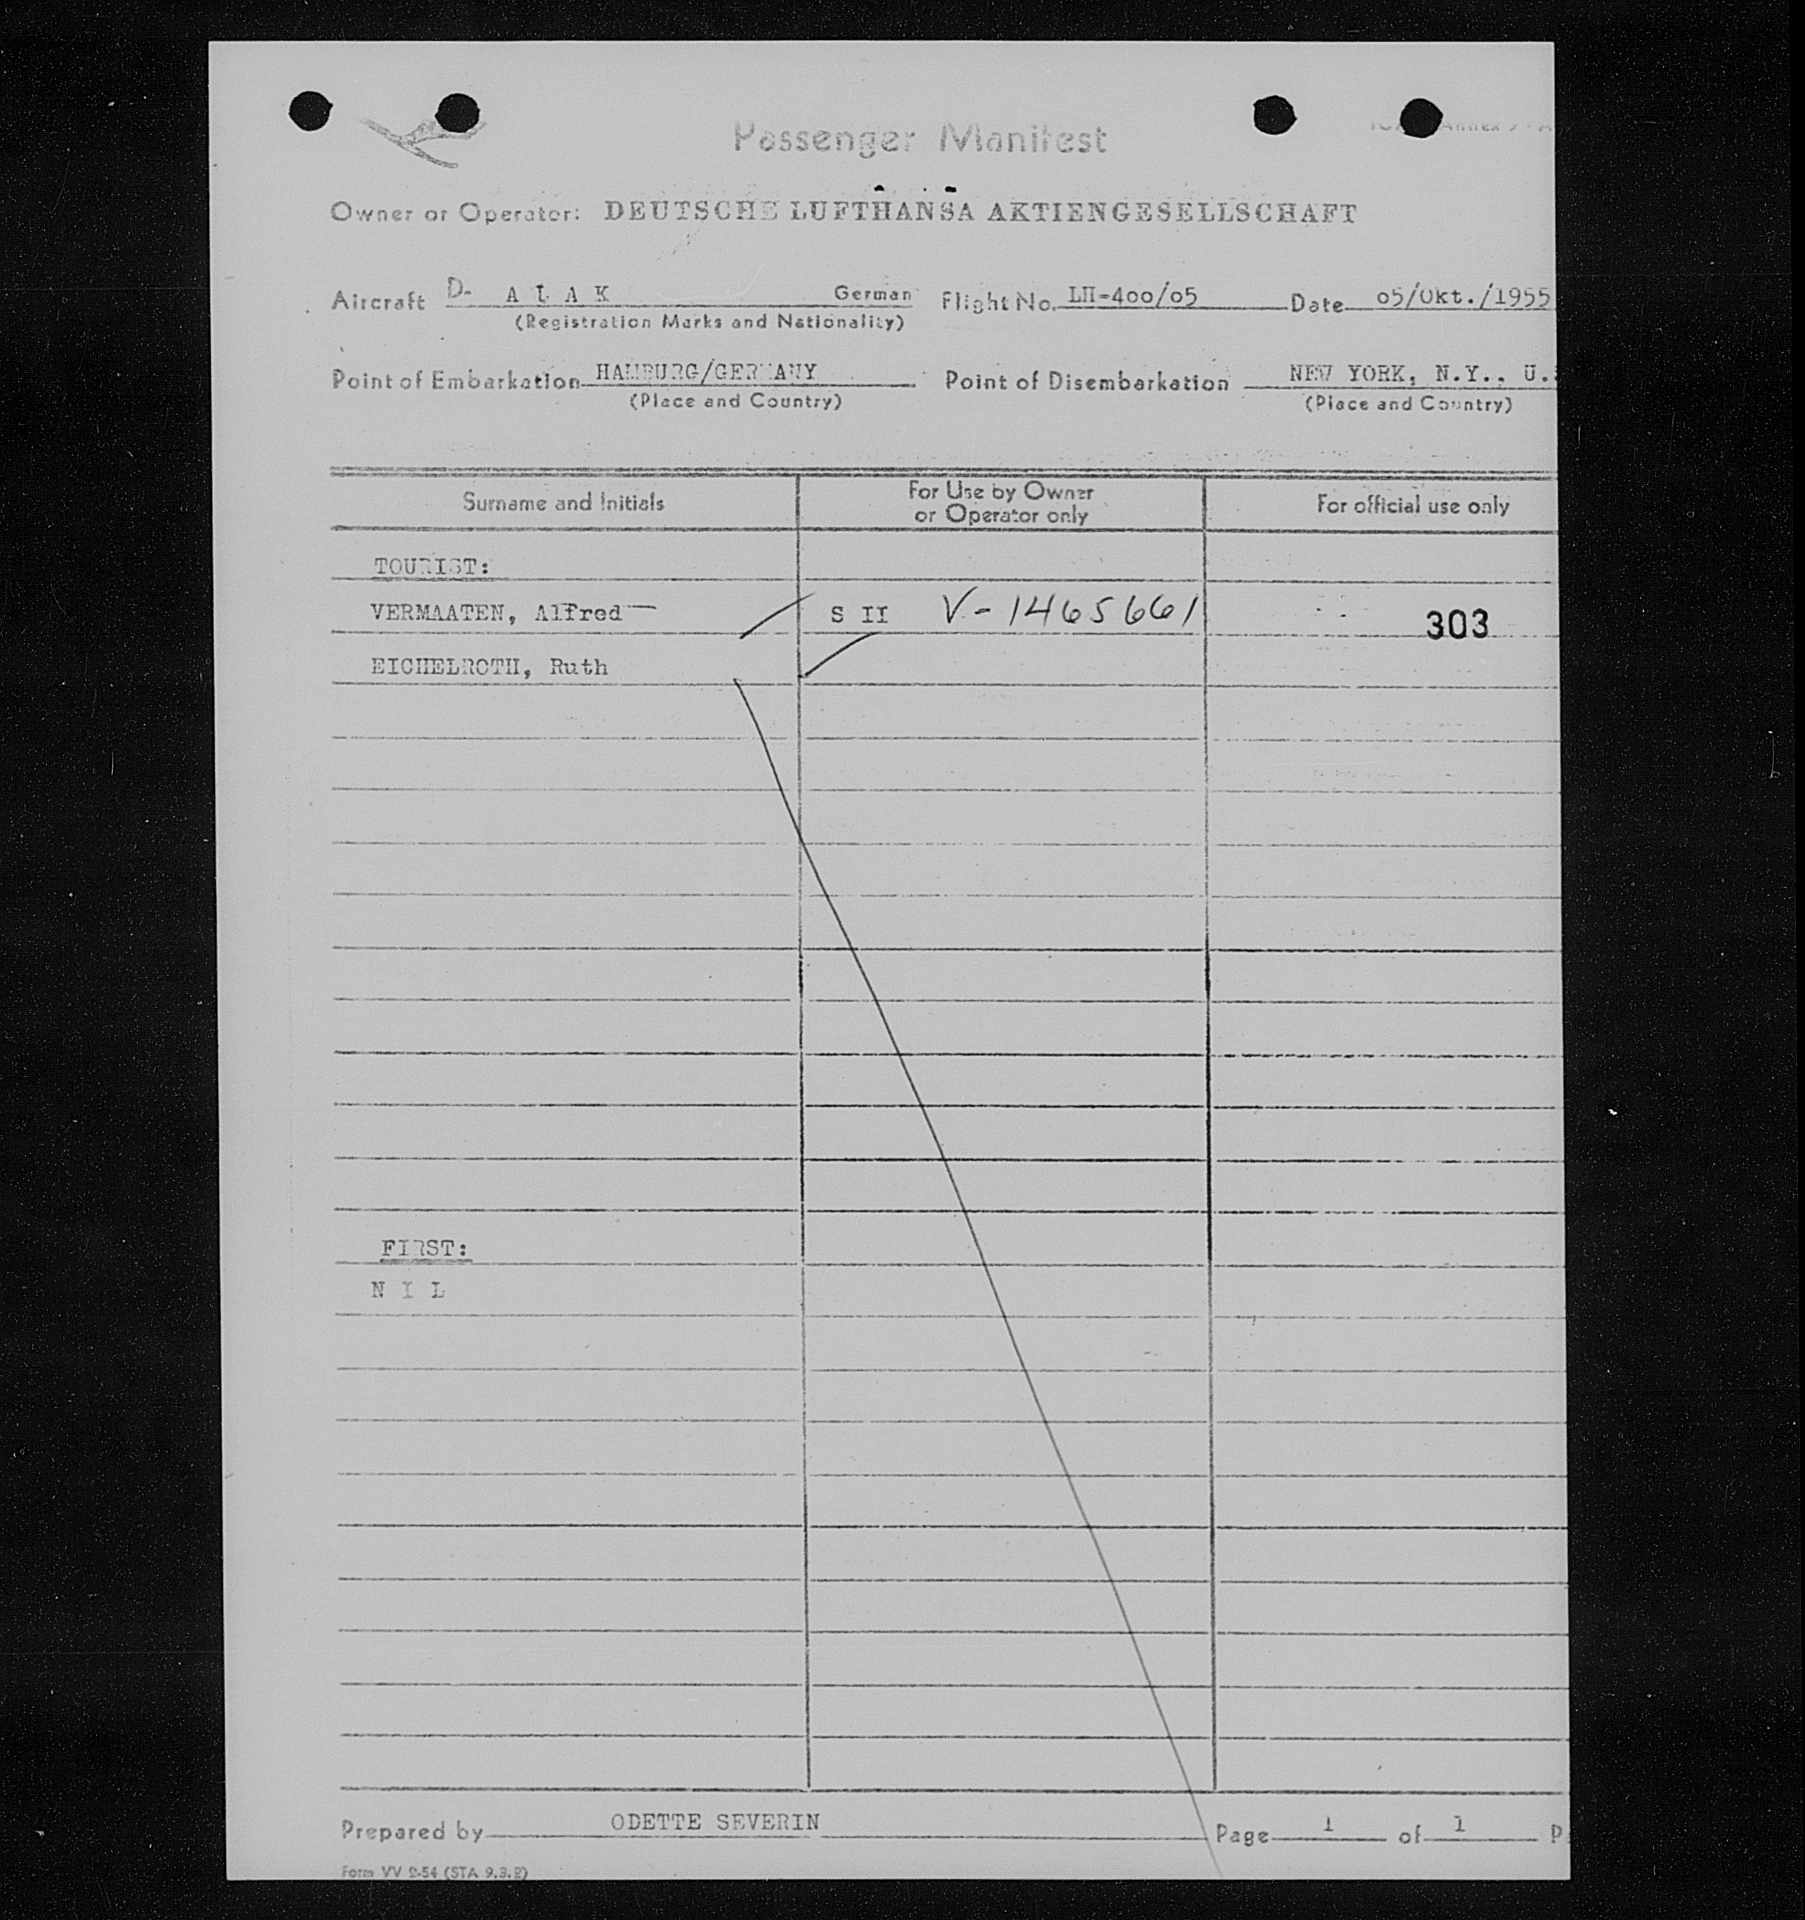 Passenger Manifest
Owner or Operator: DEUTSCHE LUFTHANSA AKTIENGESELLSCHAFT
Aircraft D- A L A K German Flight No. LH-400/05 Date 05/Okt./1955
(Registration Marks and Nationality)
Point of Embarkation HAMBURG/GERMANY Point of Disembarkation NEW YORK, N.Y., U.
(Place and Country) (Place and Country)
Surname and Initials For Use by Owner or Operator only For official use only
TOURIST:
VERMAATEN, Alfred S II V-1465661 303
EICHELROTH, Ruth
FIRST:
N I L
Prepared by ODETTE SEVERIN Page 1 of 1 P
Form VV 2-54 (STA 9.3.2)